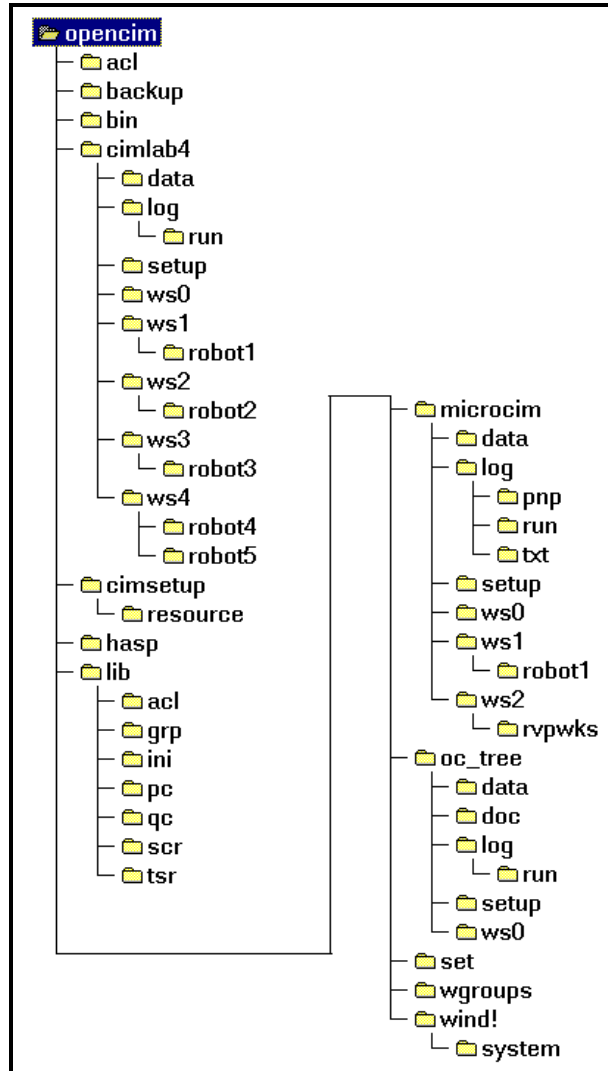 opencim
acl
backup
bin
cimlab4
data
log
run
setup
ws0
ws1
robot1
ws2
robot2
ws3
robot3
ws4
robot4
robot5
cimsetup
resource
hasp
lib
acl
grp
ini
pc
qc
scr
tsr
microcim
data
log
pnp
run
txt
setup
ws0
ws1
robot1
ws2
rvpwks
oc_tree
data
doc
log
run
setup
ws0
set
wgroups
wind!
system